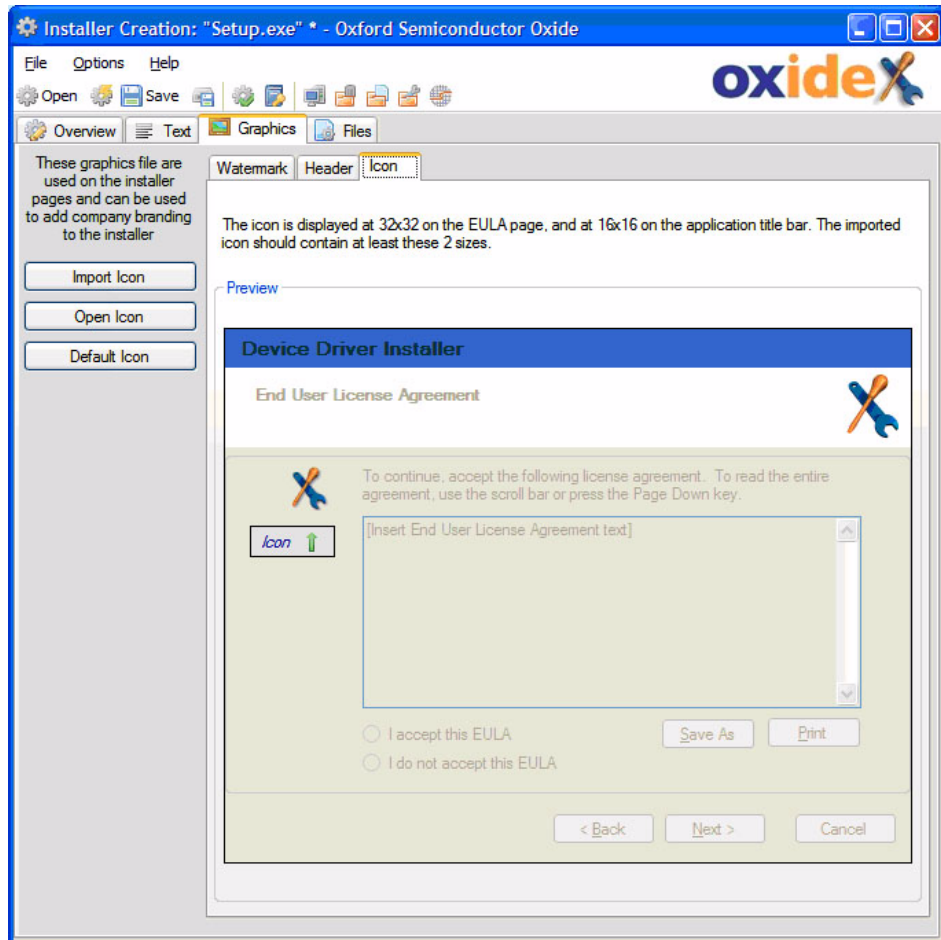 Installer Creation: "Setup.exe" * - Oxford Semiconductor Oxide
File Options Help
oxide
Open Save
Overview Text Graphics Files
These graphics file are
used on the installer
pages and can be used
to add company branding
to the installer
Import Icon
Open Icon
Default Icon
Watermark Header Icon
The icon is displayed at 32x32 on the EULA page, and at 16x16 on the application title bar. The imported
icon should contain at least these 2 sizes.
Preview
Device Driver Installer
End User License Agreement
To continue, accept the following license agreement. To read the entire
agreement, use the scroll bar or press the Page Down key.
Icon
[Insert End User License Agreement text]
I accept this EULA
I do not accept this EULA
Save As Print
< Back Next > Cancel